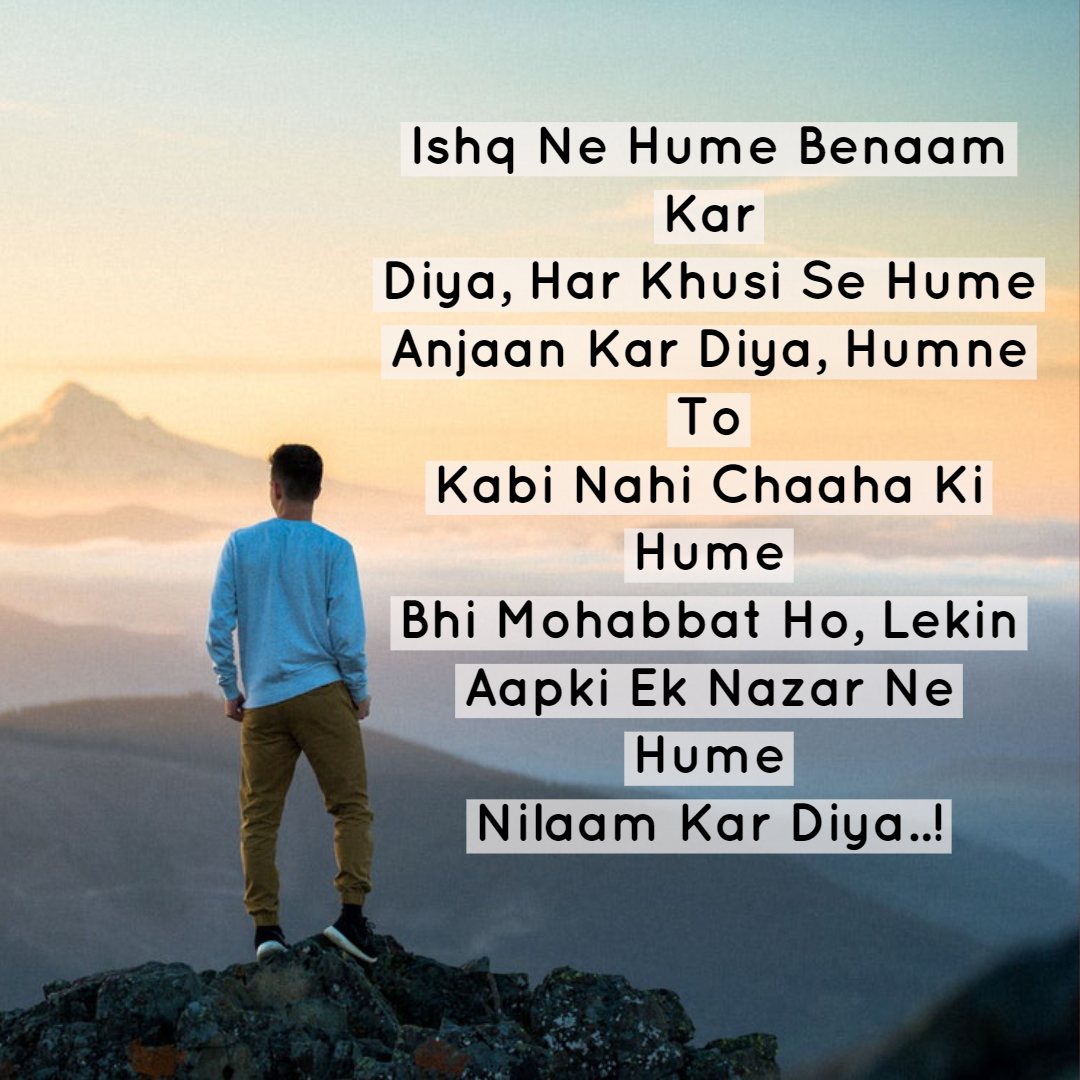 Ishq Ne Hume Benaam
Kar
Diya, Har Khusi Se Hume
Anjaan Kar Diya, Humne
To
Kabi Nahi Chaaha Ki
Hume
Bhi Mohabbat Ho, Lekin
Aapki Ek Nazar Ne
Hume
Nilaam Kar Diya..!